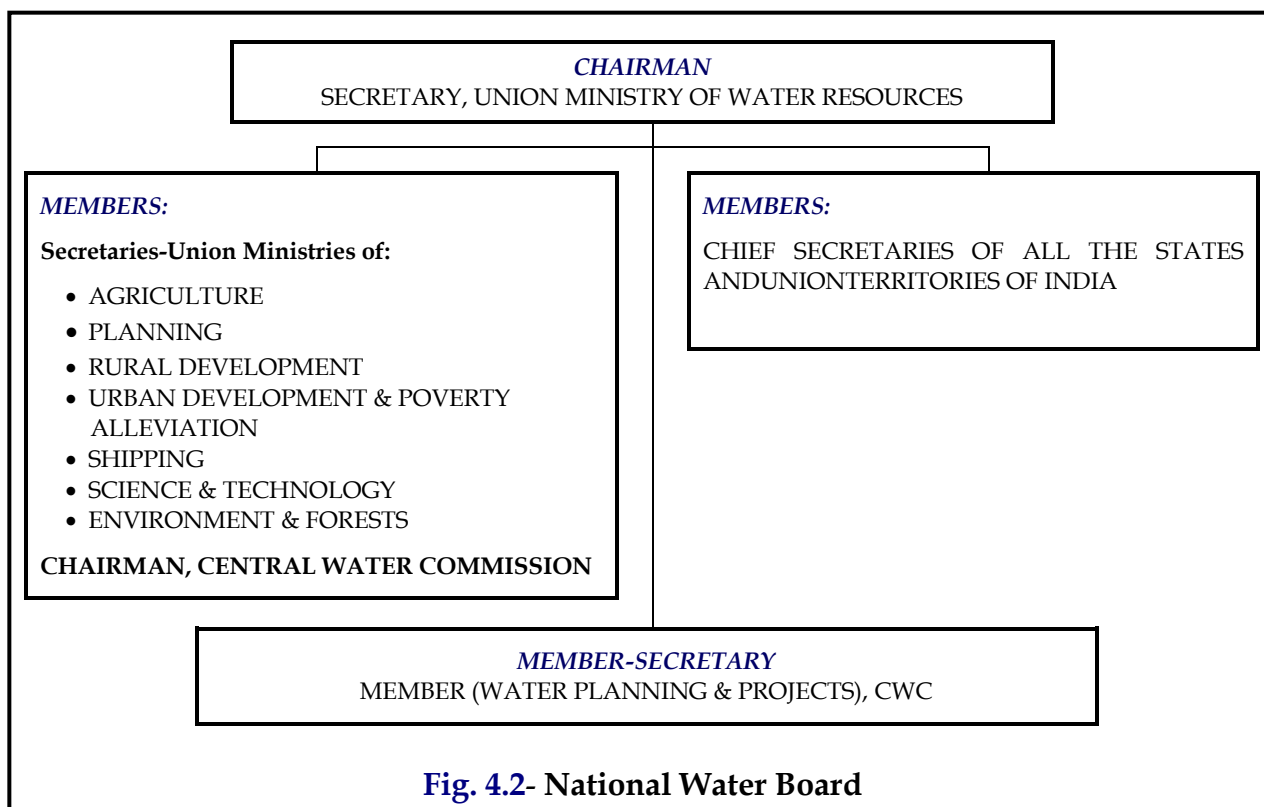 CHAIRMAN
SECRETARY, UNION MINISTRY OF WATER RESOURCES
MEMBERS:
Secretaries-Union Ministries of:
• AGRICULTURE
• PLANNING
• RURAL DEVELOPMENT
• URBAN DEVELOPMENT & POVERTY
ALLEVIATION
• SHIPPING
• SCIENCE & TECHNOLOGY
• ENVIRONMENT & FORESTS
CHAIRMAN, CENTRAL WATER COMMISSION
MEMBERS:
CHIEF SECRETARIES OF ALL THE STATES
ANDUNIONTERRITORIES OF INDIA
MEMBER-SECRETARY
MEMBER (WATER PLANNING & PROJECTS), CWC
Fig. 4.2- National Water Board